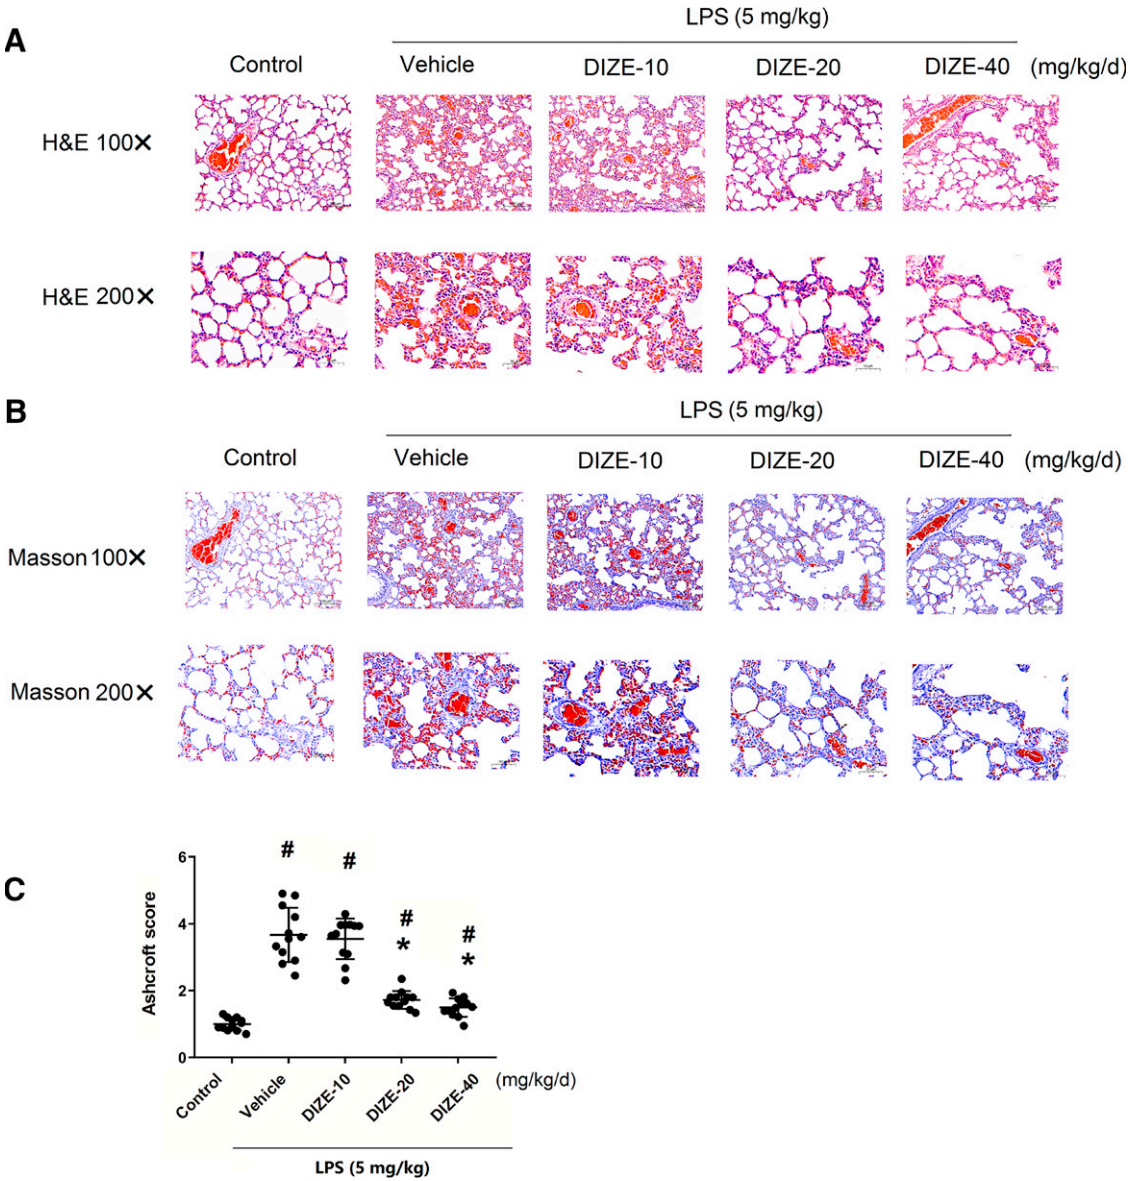 A
LPS (5 mg/kg)
Control Vehicle DIZE-10 DIZE-20 DIZE-40 (mg/kg/d)
H&E 100×
H&E 200×
B
LPS (5 mg/kg)
Control Vehicle DIZE-10 DIZE-20 DIZE-40 (mg/kg/d)
Masson 100×
Masson 200×
C
Ashcroft score
6
4
2
0
# # # #
* *
Control Vehicle DIZE-10 DIZE-20 DIZE-40 (mg/kg/d)
LPS (5 mg/kg)